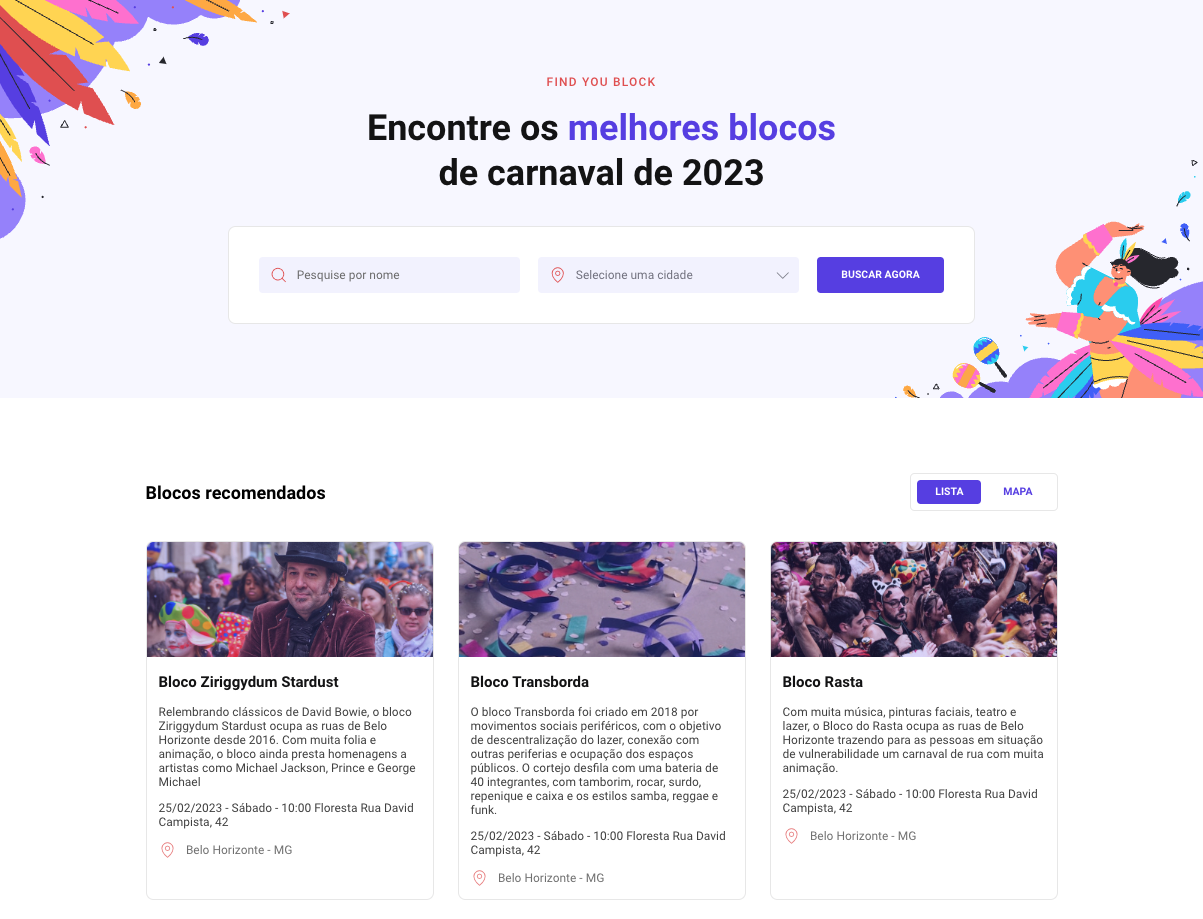 FIND YOU BLOCK
Encontre os melhores blocos
de carnaval de 2023
Pesquise por nome
Selecione uma cidade
BUSCAR AGORA
Blocos recomendados
LISTA
MAPA
Bloco Ziriggydum Stardust
Relembrando clássicos de David Bowie, o bloco
Ziriggydum Stardust ocupa as ruas de Belo
Horizonte desde 2016. Com muita folia e
animação, o bloco ainda presta homenagens a
artistas como Michael Jackson, Prince e George
Michael
25/02/2023 - Sábado - 10:00 Floresta Rua David
Campista, 42
Belo Horizonte - MG
Bloco Transborda
O bloco Transborda foi criado em 2018 por
movimentos sociais periféricos, com o objetivo
de descentralização do lazer, conexão com
outras periferias e ocupação dos espaços
públicos. O cortejo desfila com uma bateria de
40 integrantes, com tamborim, rocar, surdo,
repenique e caixa e os estilos samba, reggae e
funk.
25/02/2023 - Sábado - 10:00 Floresta Rua David
Campista, 42
Belo Horizonte - MG
Bloco Rasta
Com muita música, pinturas faciais, teatro e
lazer, o Bloco do Rasta ocupa as ruas de Belo
Horizonte trazendo para as pessoas em situação
de vulnerabilidade um carnaval de rua com muita
animação.
25/02/2023 - Sábado - 10:00 Floresta Rua David
Campista, 42
Belo Horizonte - MG